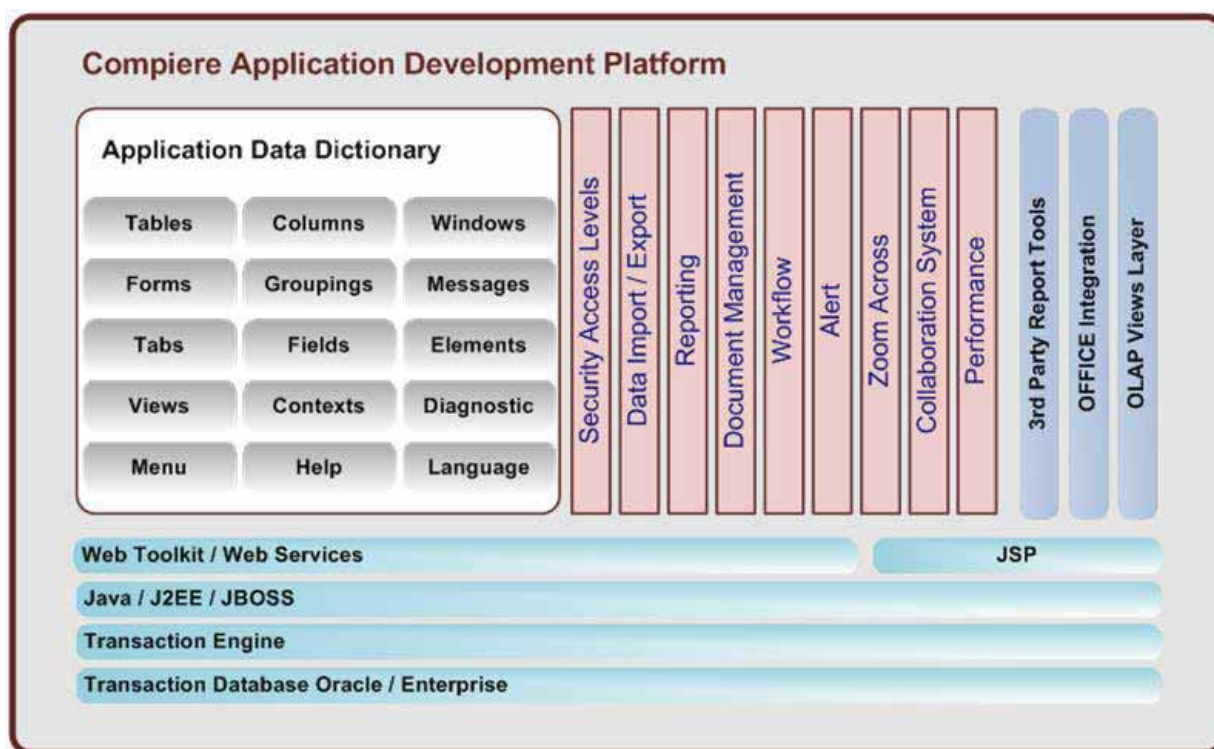 Compiere Application Development Platform
Application Data Dictionary
Tables Columns Windows
Forms Groupings Messages
Tabs Fields Elements
Views Contexts Diagnostic
Menu Help Language
Security Access Levels
Data Import / Export
Reporting
Document Management
Workflow
Alert
Zoom Across
Collaboration System
Performance
3rd Party Report Tools
OFFICE Integration
OLAP Views Layer
Web Toolkit / Web Services
JSP
Java / J2EE / JBOSS
Transaction Engine
Transaction Database Oracle / Enterprise